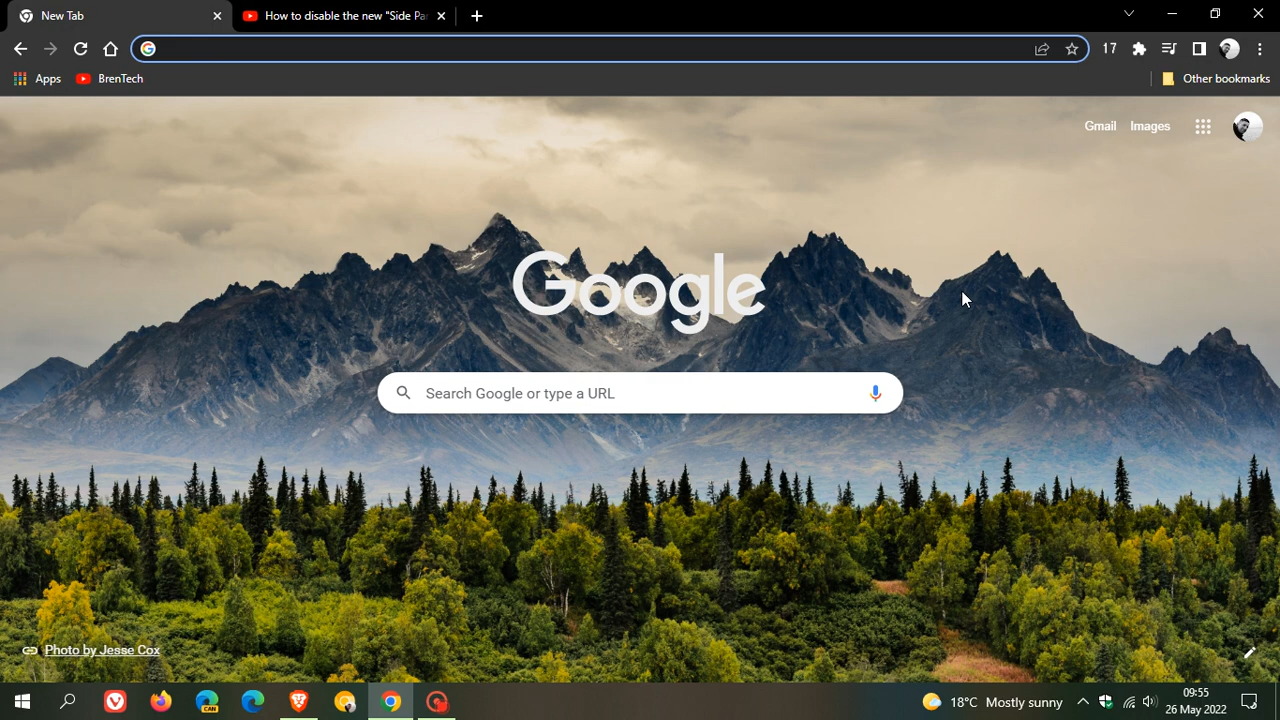 New Tab
How to disable the new "Side Pa
17
Apps
BrenTech
Other bookmarks
Gmail
Images
Google
Search Google or type a URL
Photo by Jesse Cox
CAN
18°C Mostly sunny
09:55
26 May 2022